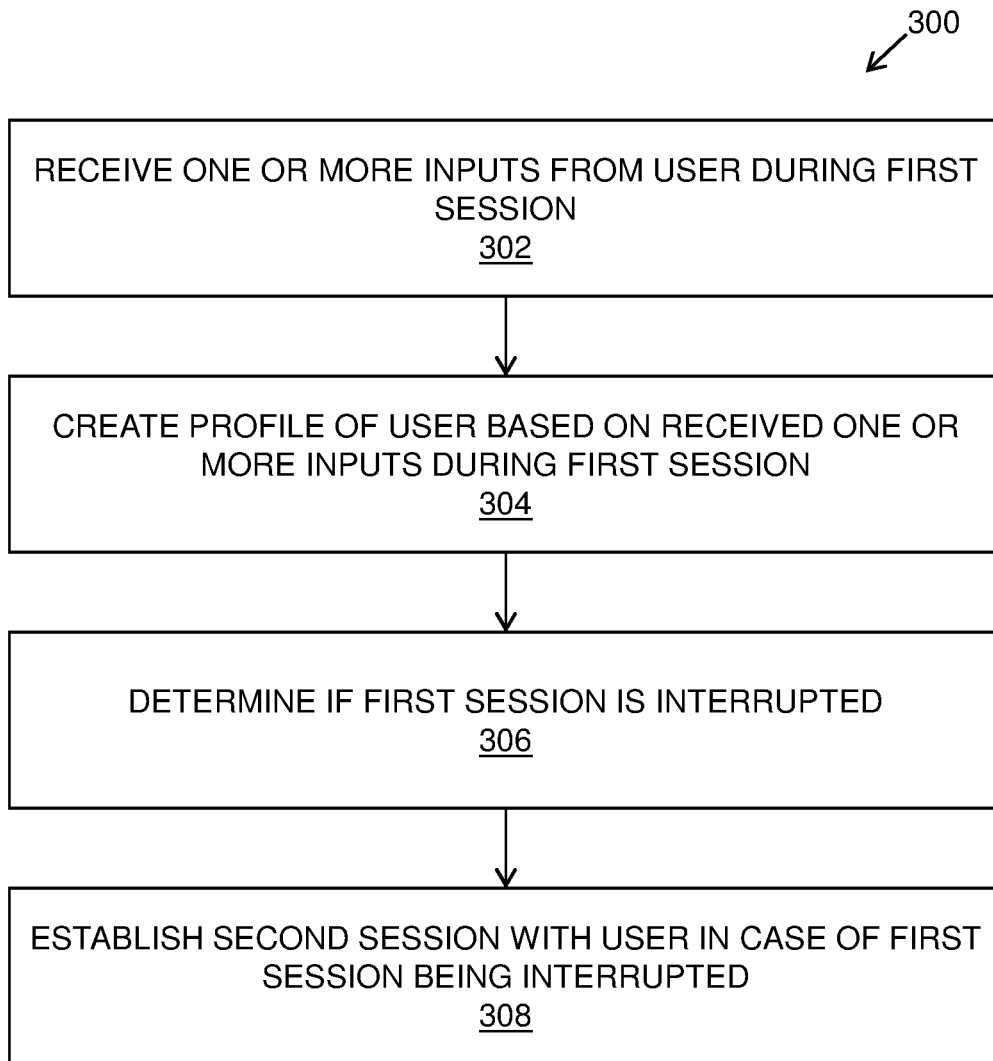 300
RECEIVE ONE OR MORE INPUTS FROM USER DURING FIRST
SESSION
302
CREATE PROFILE OF USER BASED ON RECEIVED ONE OR
MORE INPUTS DURING FIRST SESSION
304
DETERMINE IF FIRST SESSION IS INTERRUPTED
306
ESTABLISH SECOND SESSION WITH USER IN CASE OF FIRST
SESSION BEING INTERRUPTED
308